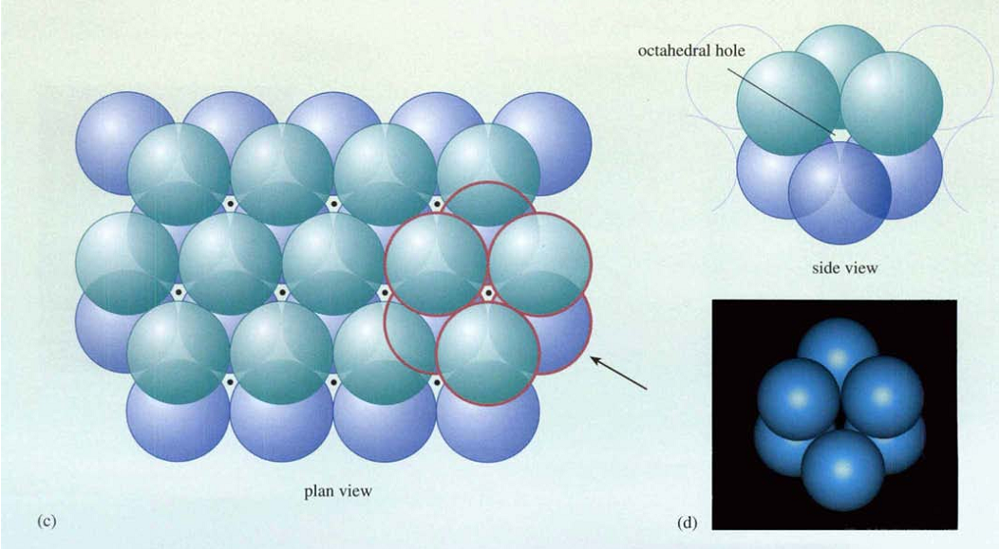 octahedral hole
side view
plan view
(c)
(d)